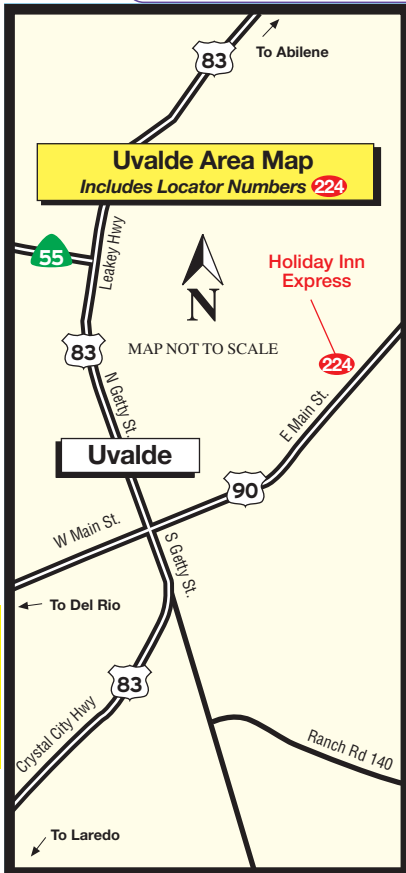 83
To Abilene
Uvalde Area Map
Includes Locator Numbers 224
55
Leakey Hwy
N
MAP NOT TO SCALE
Holiday Inn
Express
224
83
N Getty St.
E Main St.
Uvalde
90
W Main St.
S Getty St.
To Del Rio
83
Crystal City Hwy
Ranch Rd 140
To Laredo